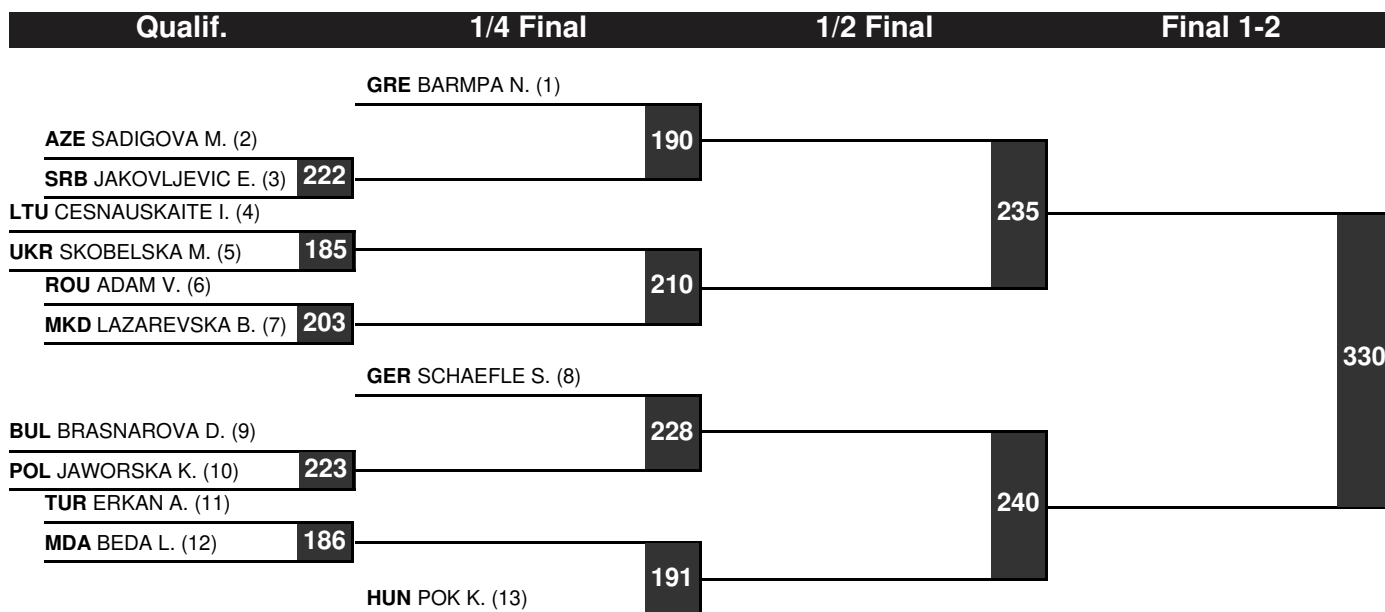 Qualif. 1/4 Final 1/2 Final Final 1-2
GRE BARMPA N. (1)
190
AZE SADIGOVA M. (2)
SRB JAKOVLJEVIC E. (3) 222
LTU CESNAUSKAITE I. (4)
235
UKR SKOBELSKA M. (5) 185
ROU ADAM V. (6)
210
MKD LAZAREVSKA B. (7) 203
330
GER SCHAEFLE S. (8)
BUL BRASNAROVA D. (9)
228
POL JAWORSKA K. (10) 223
TUR ERKAN A. (11)
240
MDA BEDA L. (12) 186
191
HUN POK K. (13)